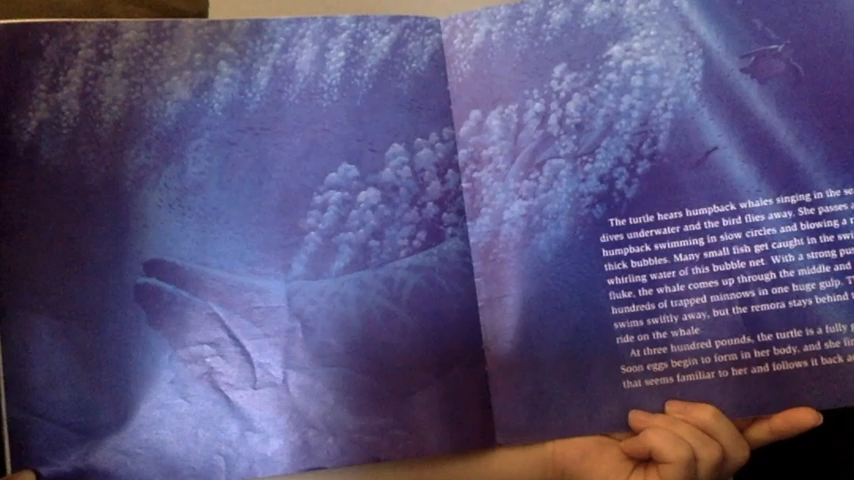 The turtle hears humpback whales singing in the
dives underwater and the bird flies away. She passes
humpback swimming in slow circles and blowing a
thick bubbles. Many small fish get caught in the
whirling water of this bubble net. With a strong
fluke, the whale comes up through the middle and
hundreds of trapped minnows in one huge gulp.
swims swiftly away, but the remora stays behind
ride on the whale
At three hundred pounds, the turtle is a fully
Soon eggs begin to form in her body, and she
that seems familiar to her and follows it back